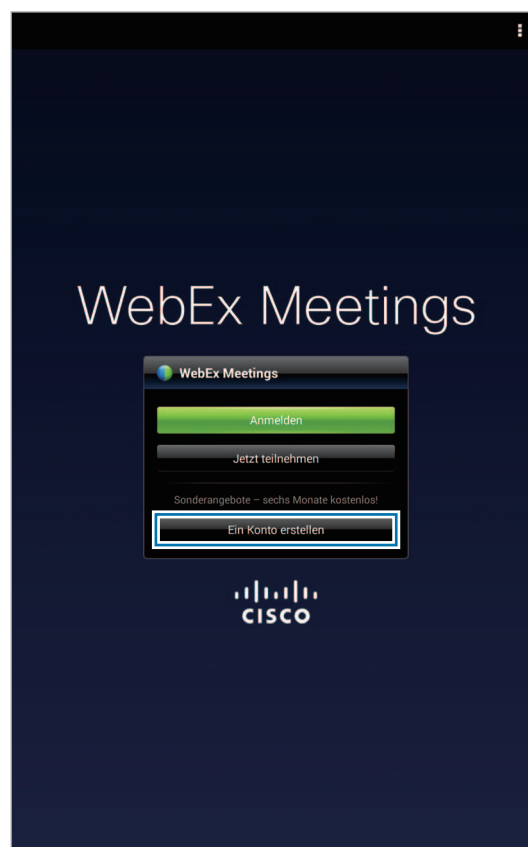 WebEx Meetings
WebEx Meetings
Anmelden
Jetzt teilnehmen
Sonderangebote – sechs Monate kostenlos!
Ein Konto erstellen
CISCO